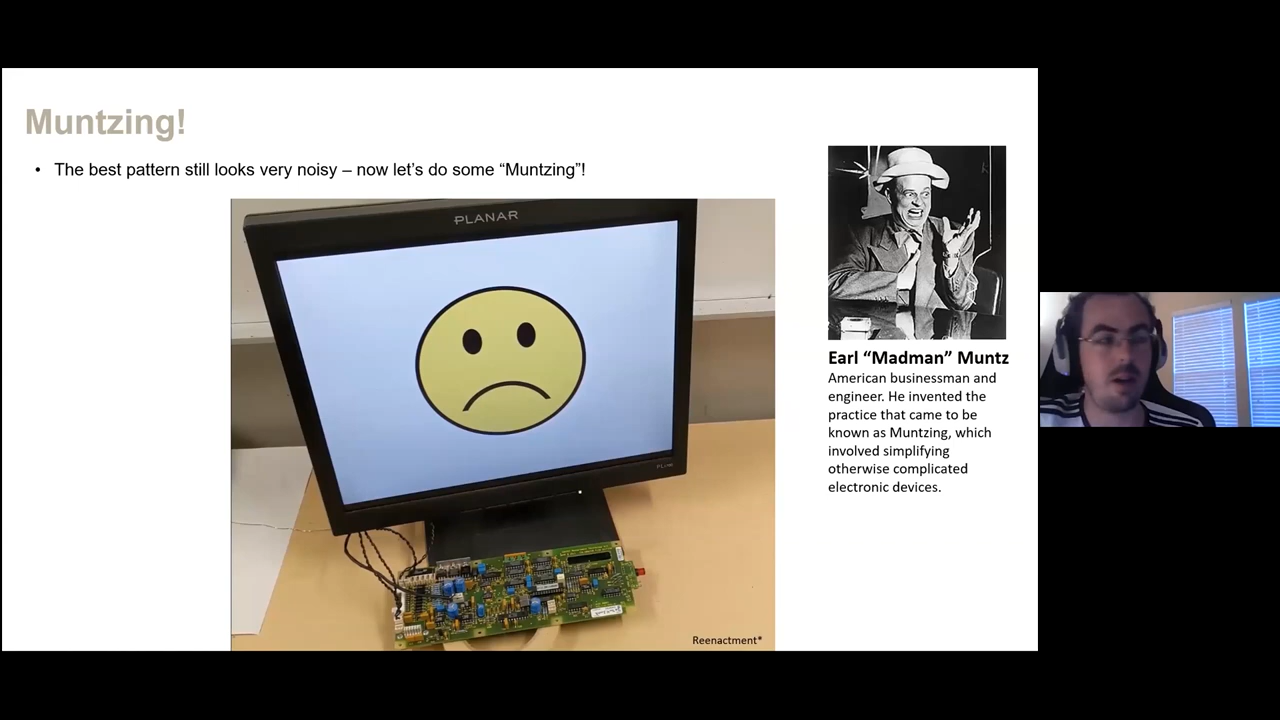 Muntzing!
• The best pattern still looks very noisy – now let’s do some “Muntzing”!
PLANAR
Reenactment*
Earl “Madman” Muntz
American businessman and
engineer. He invented the
practice that came to be
known as Muntzing, which
involved simplifying
otherwise complicated
electronic devices.